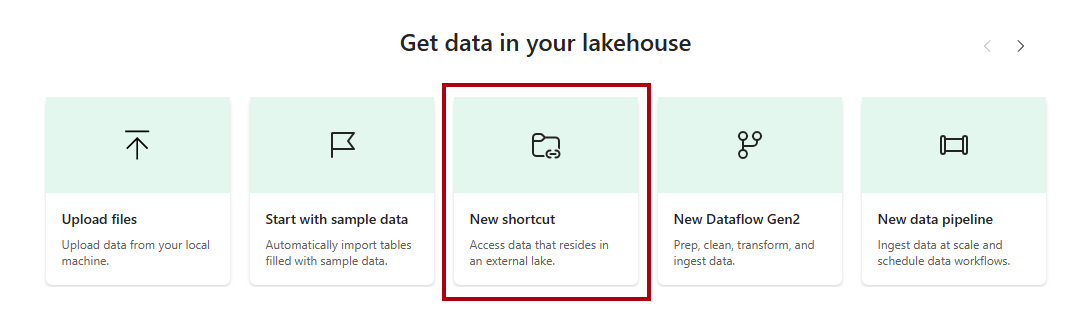 Get data in your lakehouse
Upload files
Upload data from your local
machine.
Start with sample data
Automatically import tables
filled with sample data.
New shortcut
Access data that resides in
an external lake.
New Dataflow Gen2
Prep, clean, transform, and
ingest data.
New data pipeline
Ingest data at scale and
schedule data workflows.